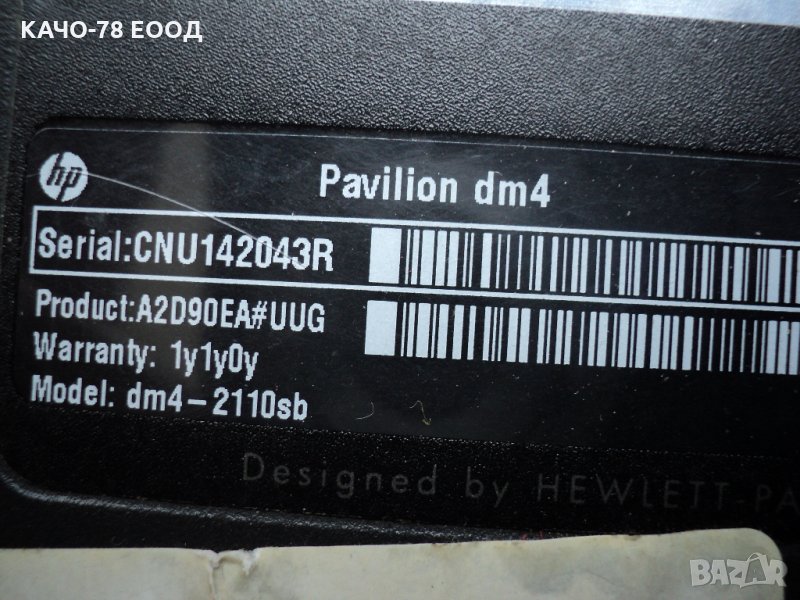 КАЧО-78 ЕООД
hp
Pavilion dm4
Serial:CNU142043R
Product:A2D90EA#UUG
Warranty: 1y1y0y
Model: dm4-2110sb
Designed by HEWLETT-PA
BAZAR